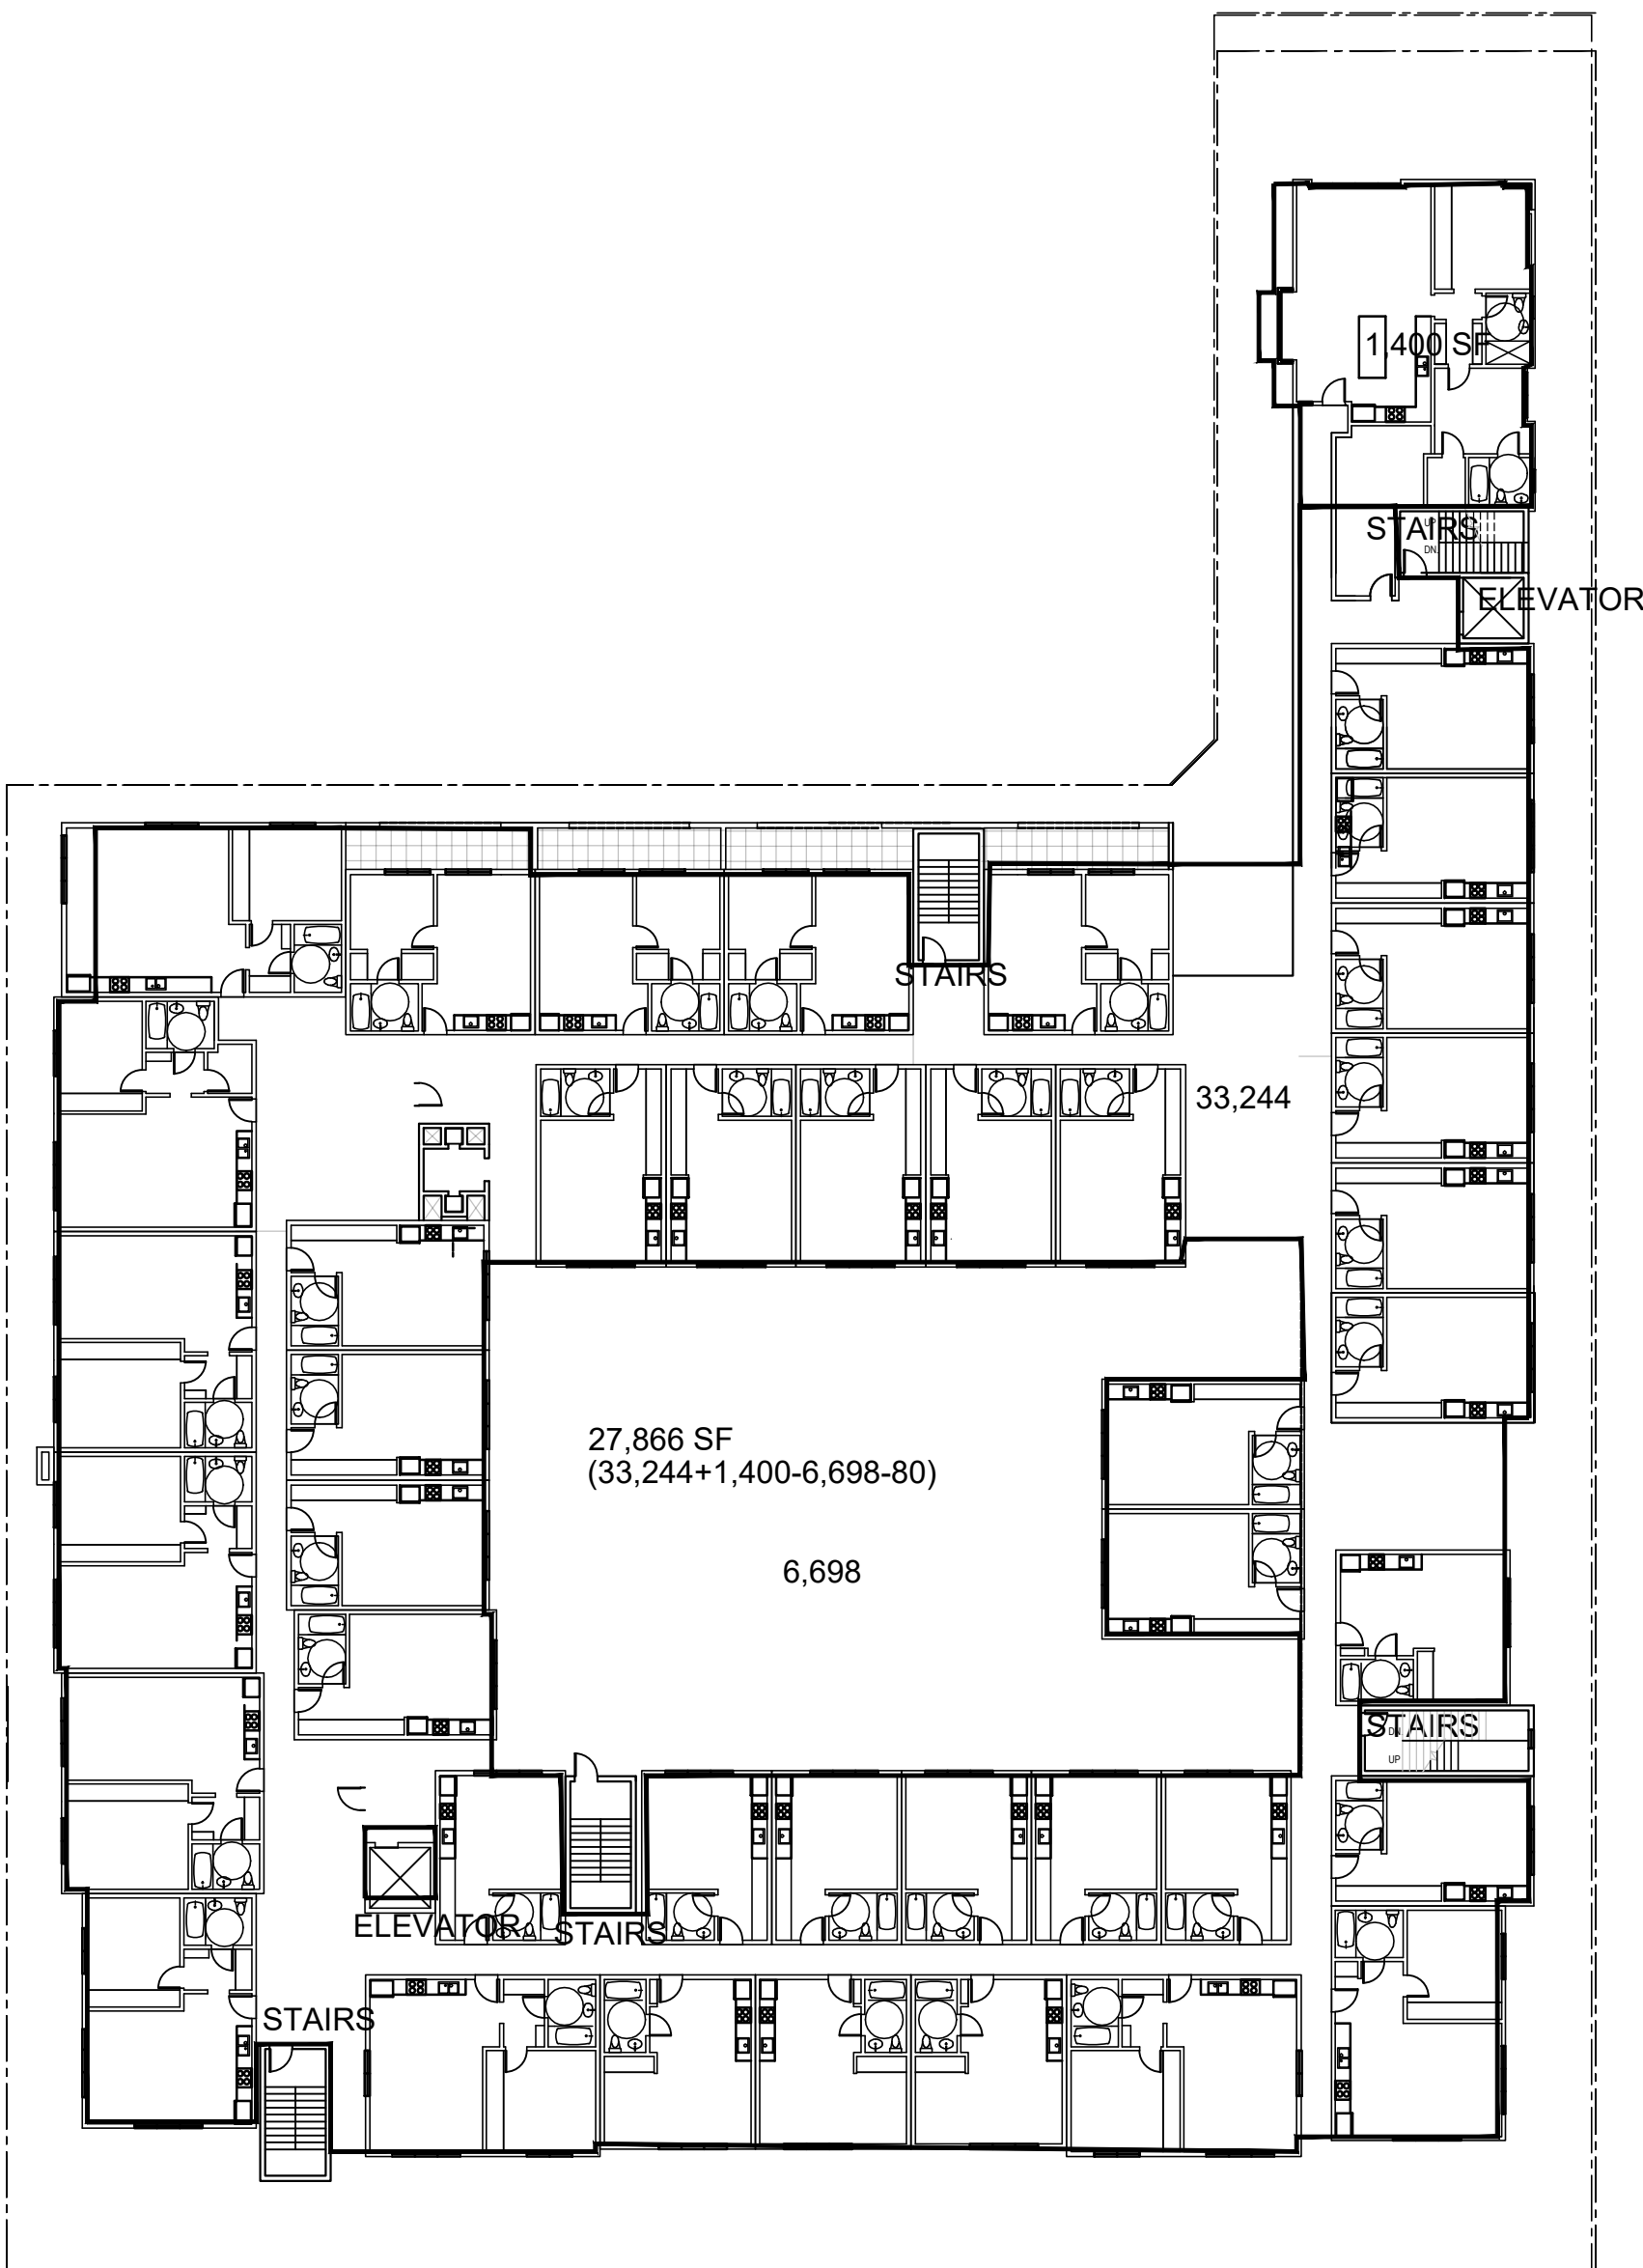 1,400 SF
STAIRS
UP
DN.
ELEVATOR
STAIRS
33,244
27,866 SF
(33,244+1,400-6,698-80)
6,698
STAIRS
DN.
UP
ELEVATOR
STAIRS
STAIRS